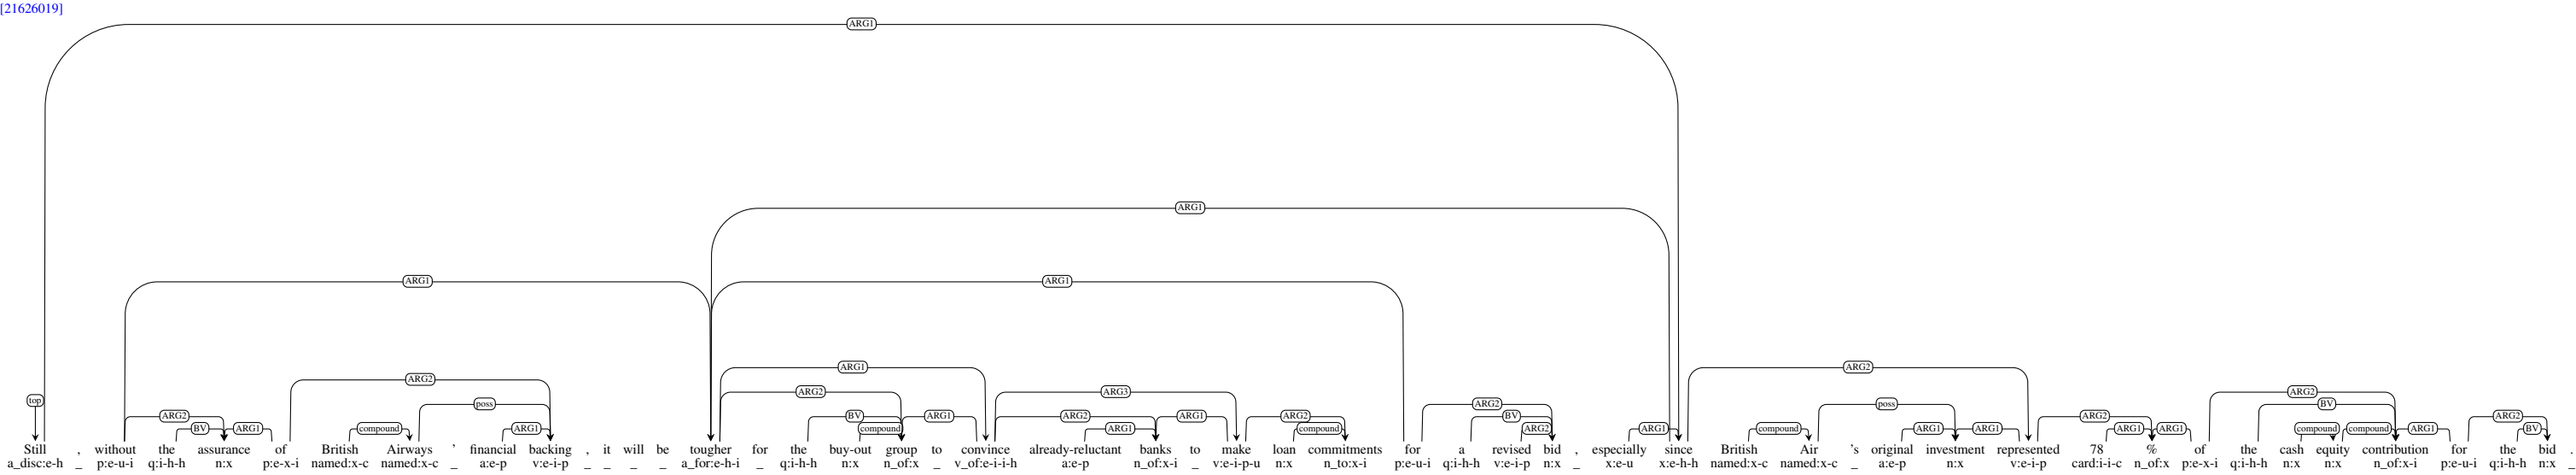 [21626019]
ARG1
ARG1
ARG1 ARG1
ARG1 ARG2
ARG2 ARG2 ARG3 ARG2
top poss ARG2 poss BV
ARG2 BV ARG1 ARG2 ARG1 ARG2 BV ARG2 ARG2
BV ARG1 compound ARG1 compound ARG1 compound ARG2 ARG1 compound ARG1 ARG1 ARG1 ARG1 compound compound ARG1 BV
Still , without the assurance of British Airways ' financial backing , it will be tougher for the buy-out group to convince already-reluctant banks to make loan commitments for a revised bid , especially since British Air 's original investment represented 78 % of the cash equity contribution for the bid
a_disc:e-h _ p:e-u-i q:i-h-h n:x p:e-x-i named:x-c named:x-c _ a:e-p v:e-i-p _ _ _ _ a_for:e-h-i _ q:i-h-h n:x n_of:x _ v_of:e-i-i-h a:e-p n_of:x-i _ v:e-i-p-u n:x n_to:x-i p:e-u-i q:i-h-h v:e-i-p n:x _ x:e-u x:e-h-h named:x-c named:x-c _ a:e-p n:x v:e-i-p card:i-i-c n_of:x p:e-x-i q:i-h-h n:x n:x n_of:x-i p:e-u-i q:i-h-h n:x